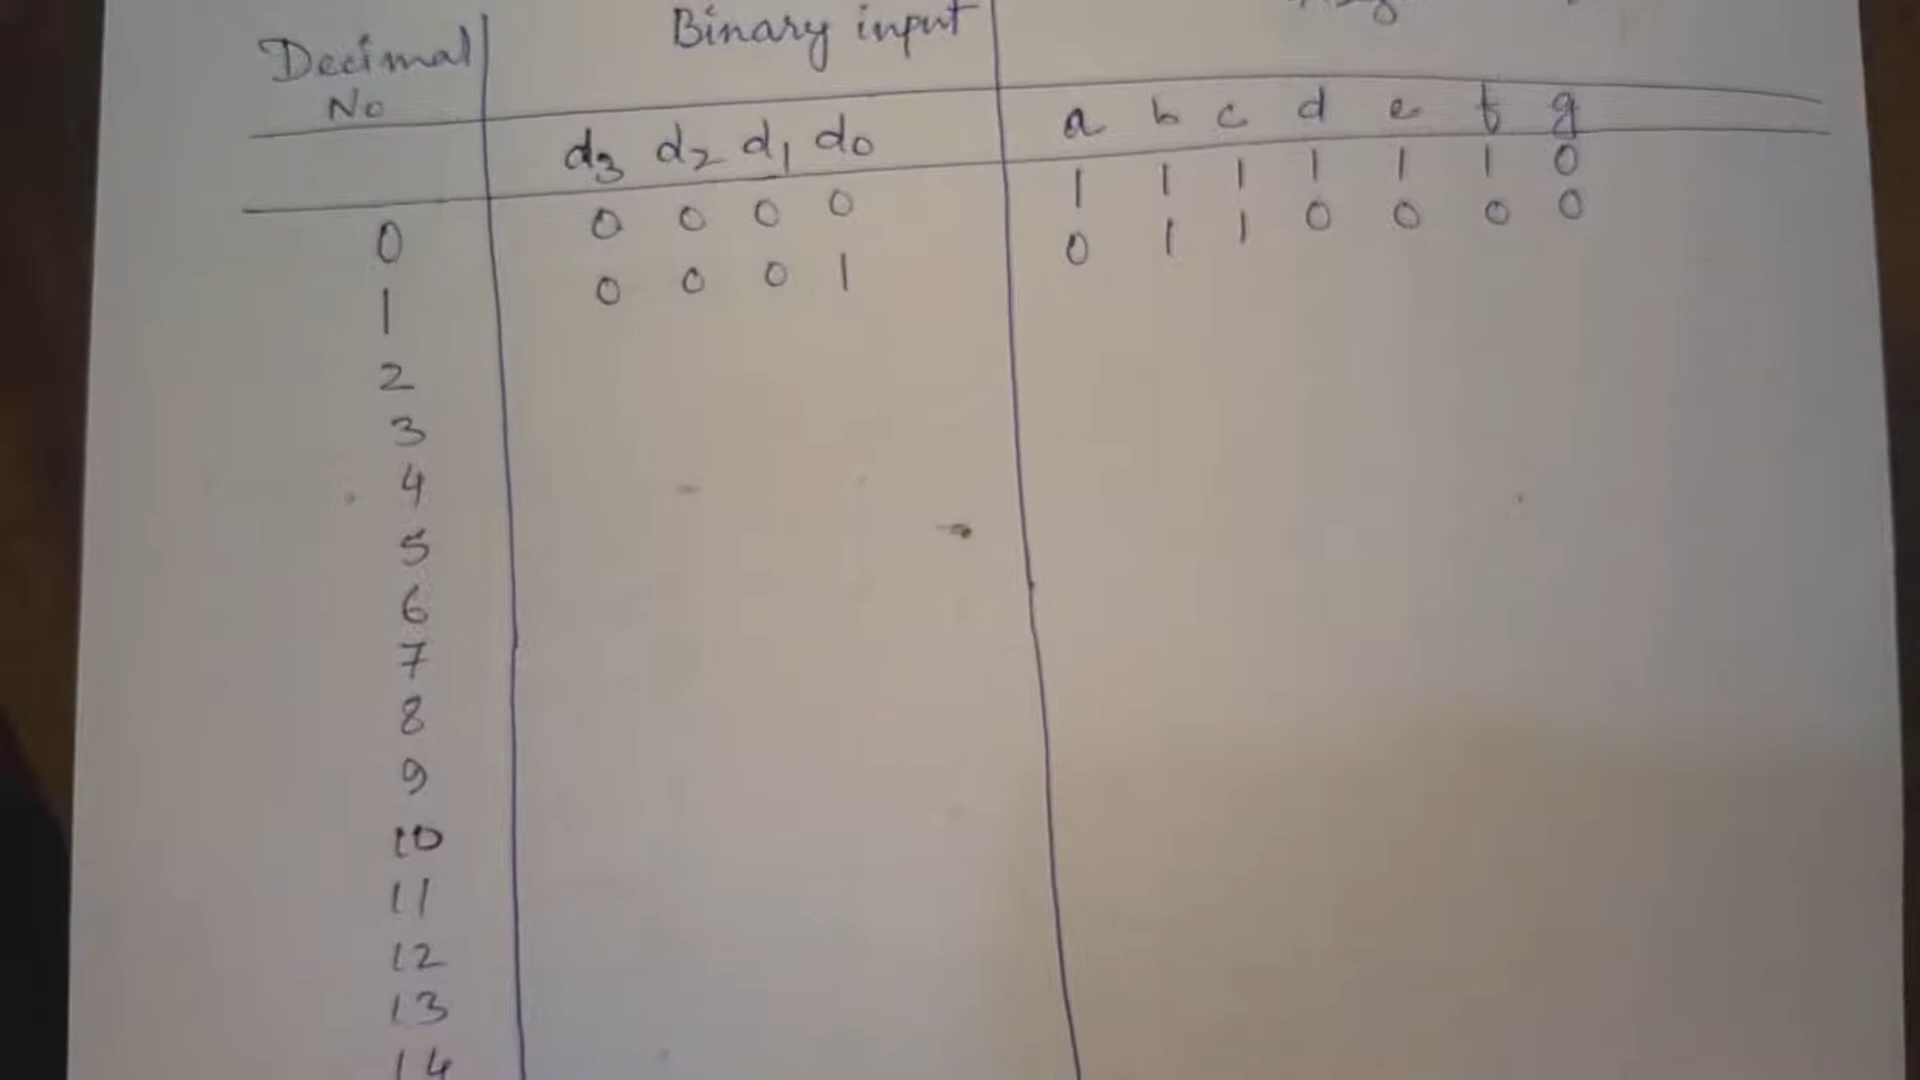 Decimal No
Binary input
d3 d2 d1 d0
a b c d e f g
0 0 0 0 0 1 1 1 1 1 1 0
1 0 0 0 1 0 1 1 0 0 0 0
2
3
4
5
6
7
8
9
10
11
12
13
14